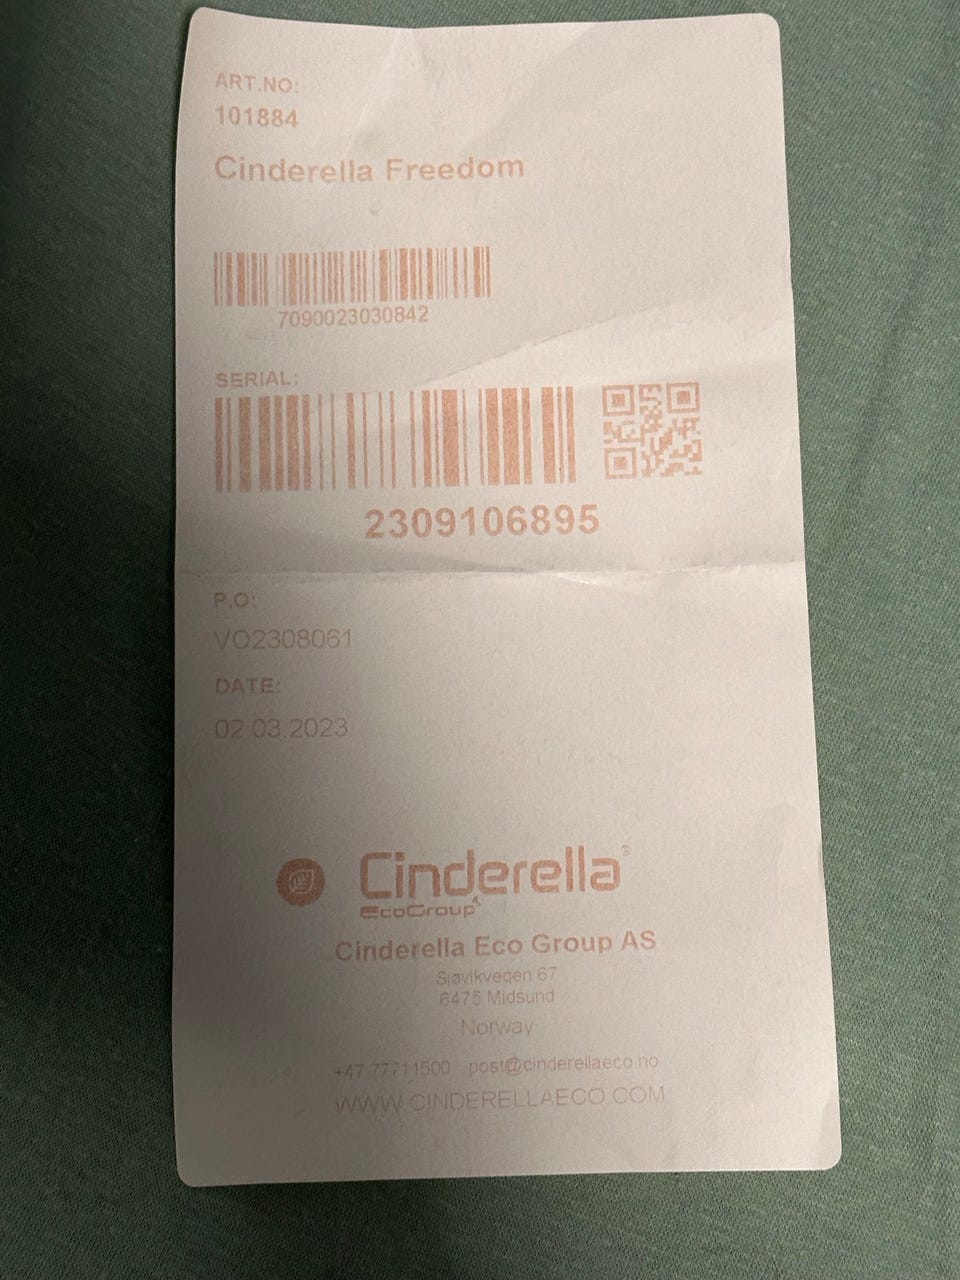 ART.NO:
101884
Cinderella Freedom
7090023030842
SERIAL:
2309106895
P.O:
VO2308061
DATE:
02.03.2023
Cinderella®
EcoGroup
Cinderella Eco Group AS
Sjøvikvegen 67
6475 Midsund
Norway
+47 77711500 post@cinderellaeco.no
WWW.CINDERELLAECO.COM